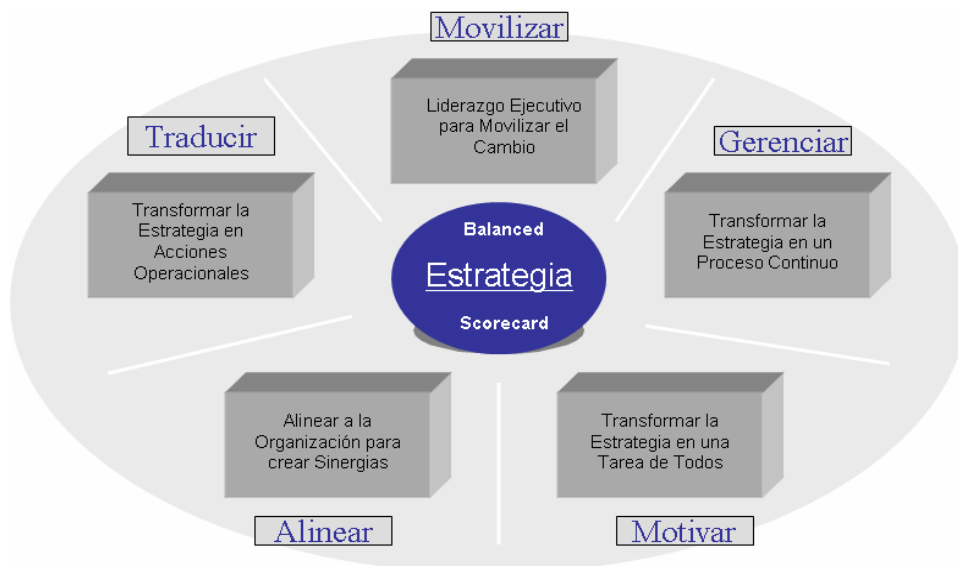 Movilizar
Liderazgo Ejecutivo
para Movilizar el
Cambio
Traducir
Transformar la
Estrategia en
Acciones
Operacionales
Gerenciar
Transformar la
Estrategia en un
Proceso Continuo
Balanced
Estrategia
Scorecard
Alinear a la
Organización para
crear Sinergias
Alinear
Transformar la
Estrategia en una
Tarea de Todos
Motivar